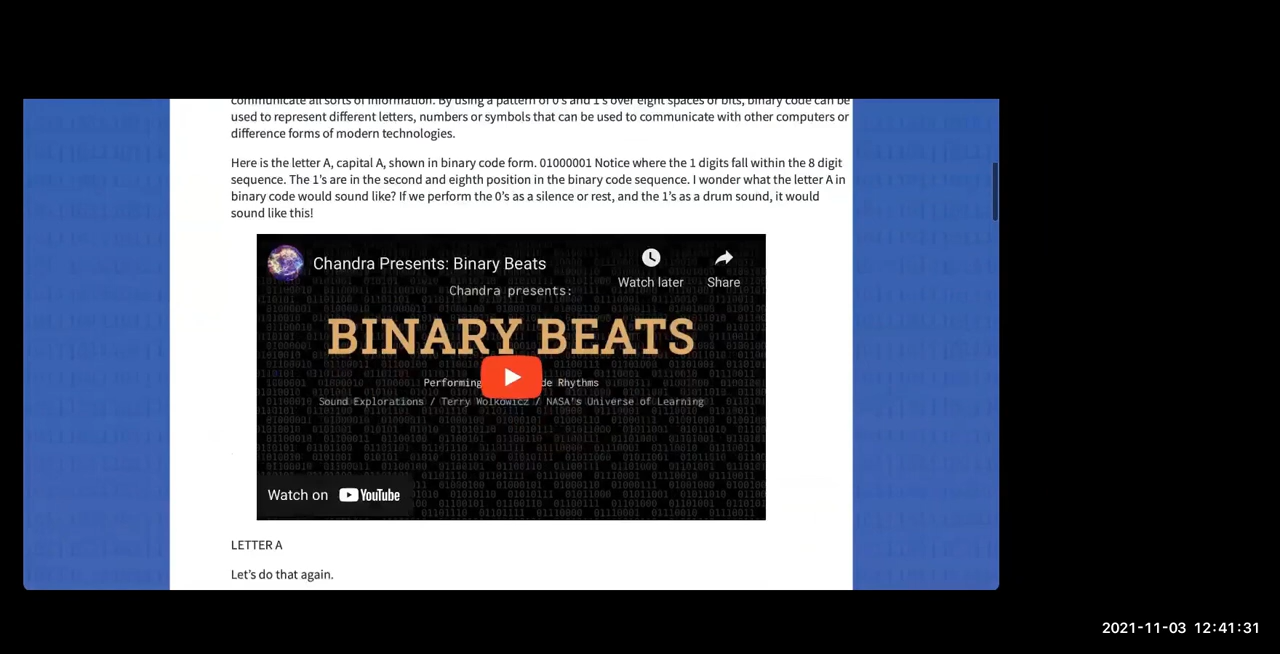 communicate all sorts of information. By using a pattern of 0's and 1's over eight spaces or bits, binary code can be
used to represent different letters, numbers or symbols that can be used to communicate with other computers or
difference forms of modern technologies.
Here is the letter A, capital A, shown in binary code form. 01000001 Notice where the 1 digits fall within the 8 digit
sequence. The 1's are in the second and eighth position in the binary code sequence. I wonder what the letter A in
binary code would sound like? If we perform the 0's as a silence or rest, and the 1's as a drum sound, it would
sound like this!
Chandra Presents: Binary Beats
Watch later
Share
Chandra presents:
BINARY BEATS
Performing de Rhythms
Sound Explorations / Terry Wolkowicz / NASA's Universe of Learning
Watch on YouTube
LETTER A
Let's do that again.
2021-11-03 12:41:31